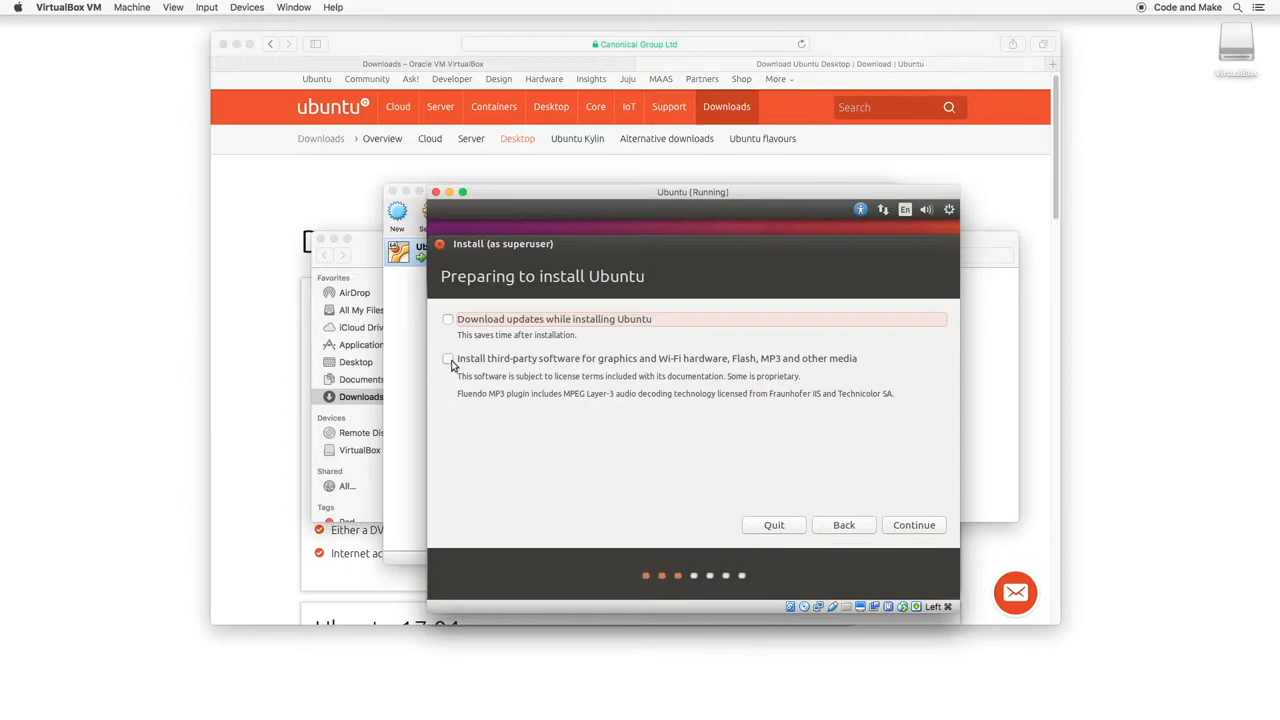 VirtualBox VM Machine View Input Devices Window Help Code and Make
Canonical Group Ltd
Downloads – Oracle VM VirtualBox Download Ubuntu Desktop | Download | Ubuntu
Ubuntu Community Ask! Developer Design Hardware Insights Juju MAAS Partners Shop More
VirtualBox
ubuntu Cloud Server Containers Desktop Core IoT Support Downloads Search
Downloads › Overview Cloud Server Desktop Ubuntu Kylin Alternative downloads Ubuntu flavours
Ubuntu [Running]
En
New
Install (as superuser)
Preparing to install Ubuntu
Favorites
AirDrop
All My Files
iCloud Driv
Application
Desktop
Documents
Downloads
Devices
Remote Dis
VirtualBox
Shared
All...
Tags
Download updates while installing Ubuntu
This saves time after installation.
Install third-party software for graphics and Wi-Fi hardware, Flash, MP3 and other media
This software is subject to license terms included with its documentation. Some is proprietary.
Fluendo MP3 plugin includes MPEG Layer-3 audio decoding technology licensed from Fraunhofer IIS and Technicolor SA.
Quit Back Continue
Either a DV
Internet ac
Left ⌘